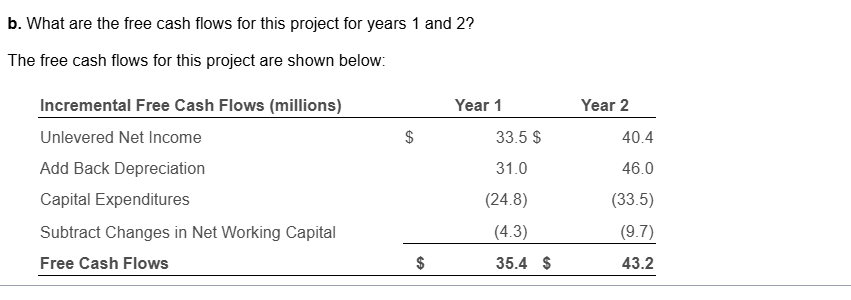 b. What are the free cash flows for this project for years 1 and 2?
The free cash flows for this project are shown below:
Incremental Free Cash Flows (millions) Year 1 Year 2
Unlevered Net Income $ 33.5 $ 40.4
Add Back Depreciation 31.0 46.0
Capital Expenditures (24.8) (33.5)
Subtract Changes in Net Working Capital (4.3) (9.7)
Free Cash Flows $ 35.4 $ 43.2